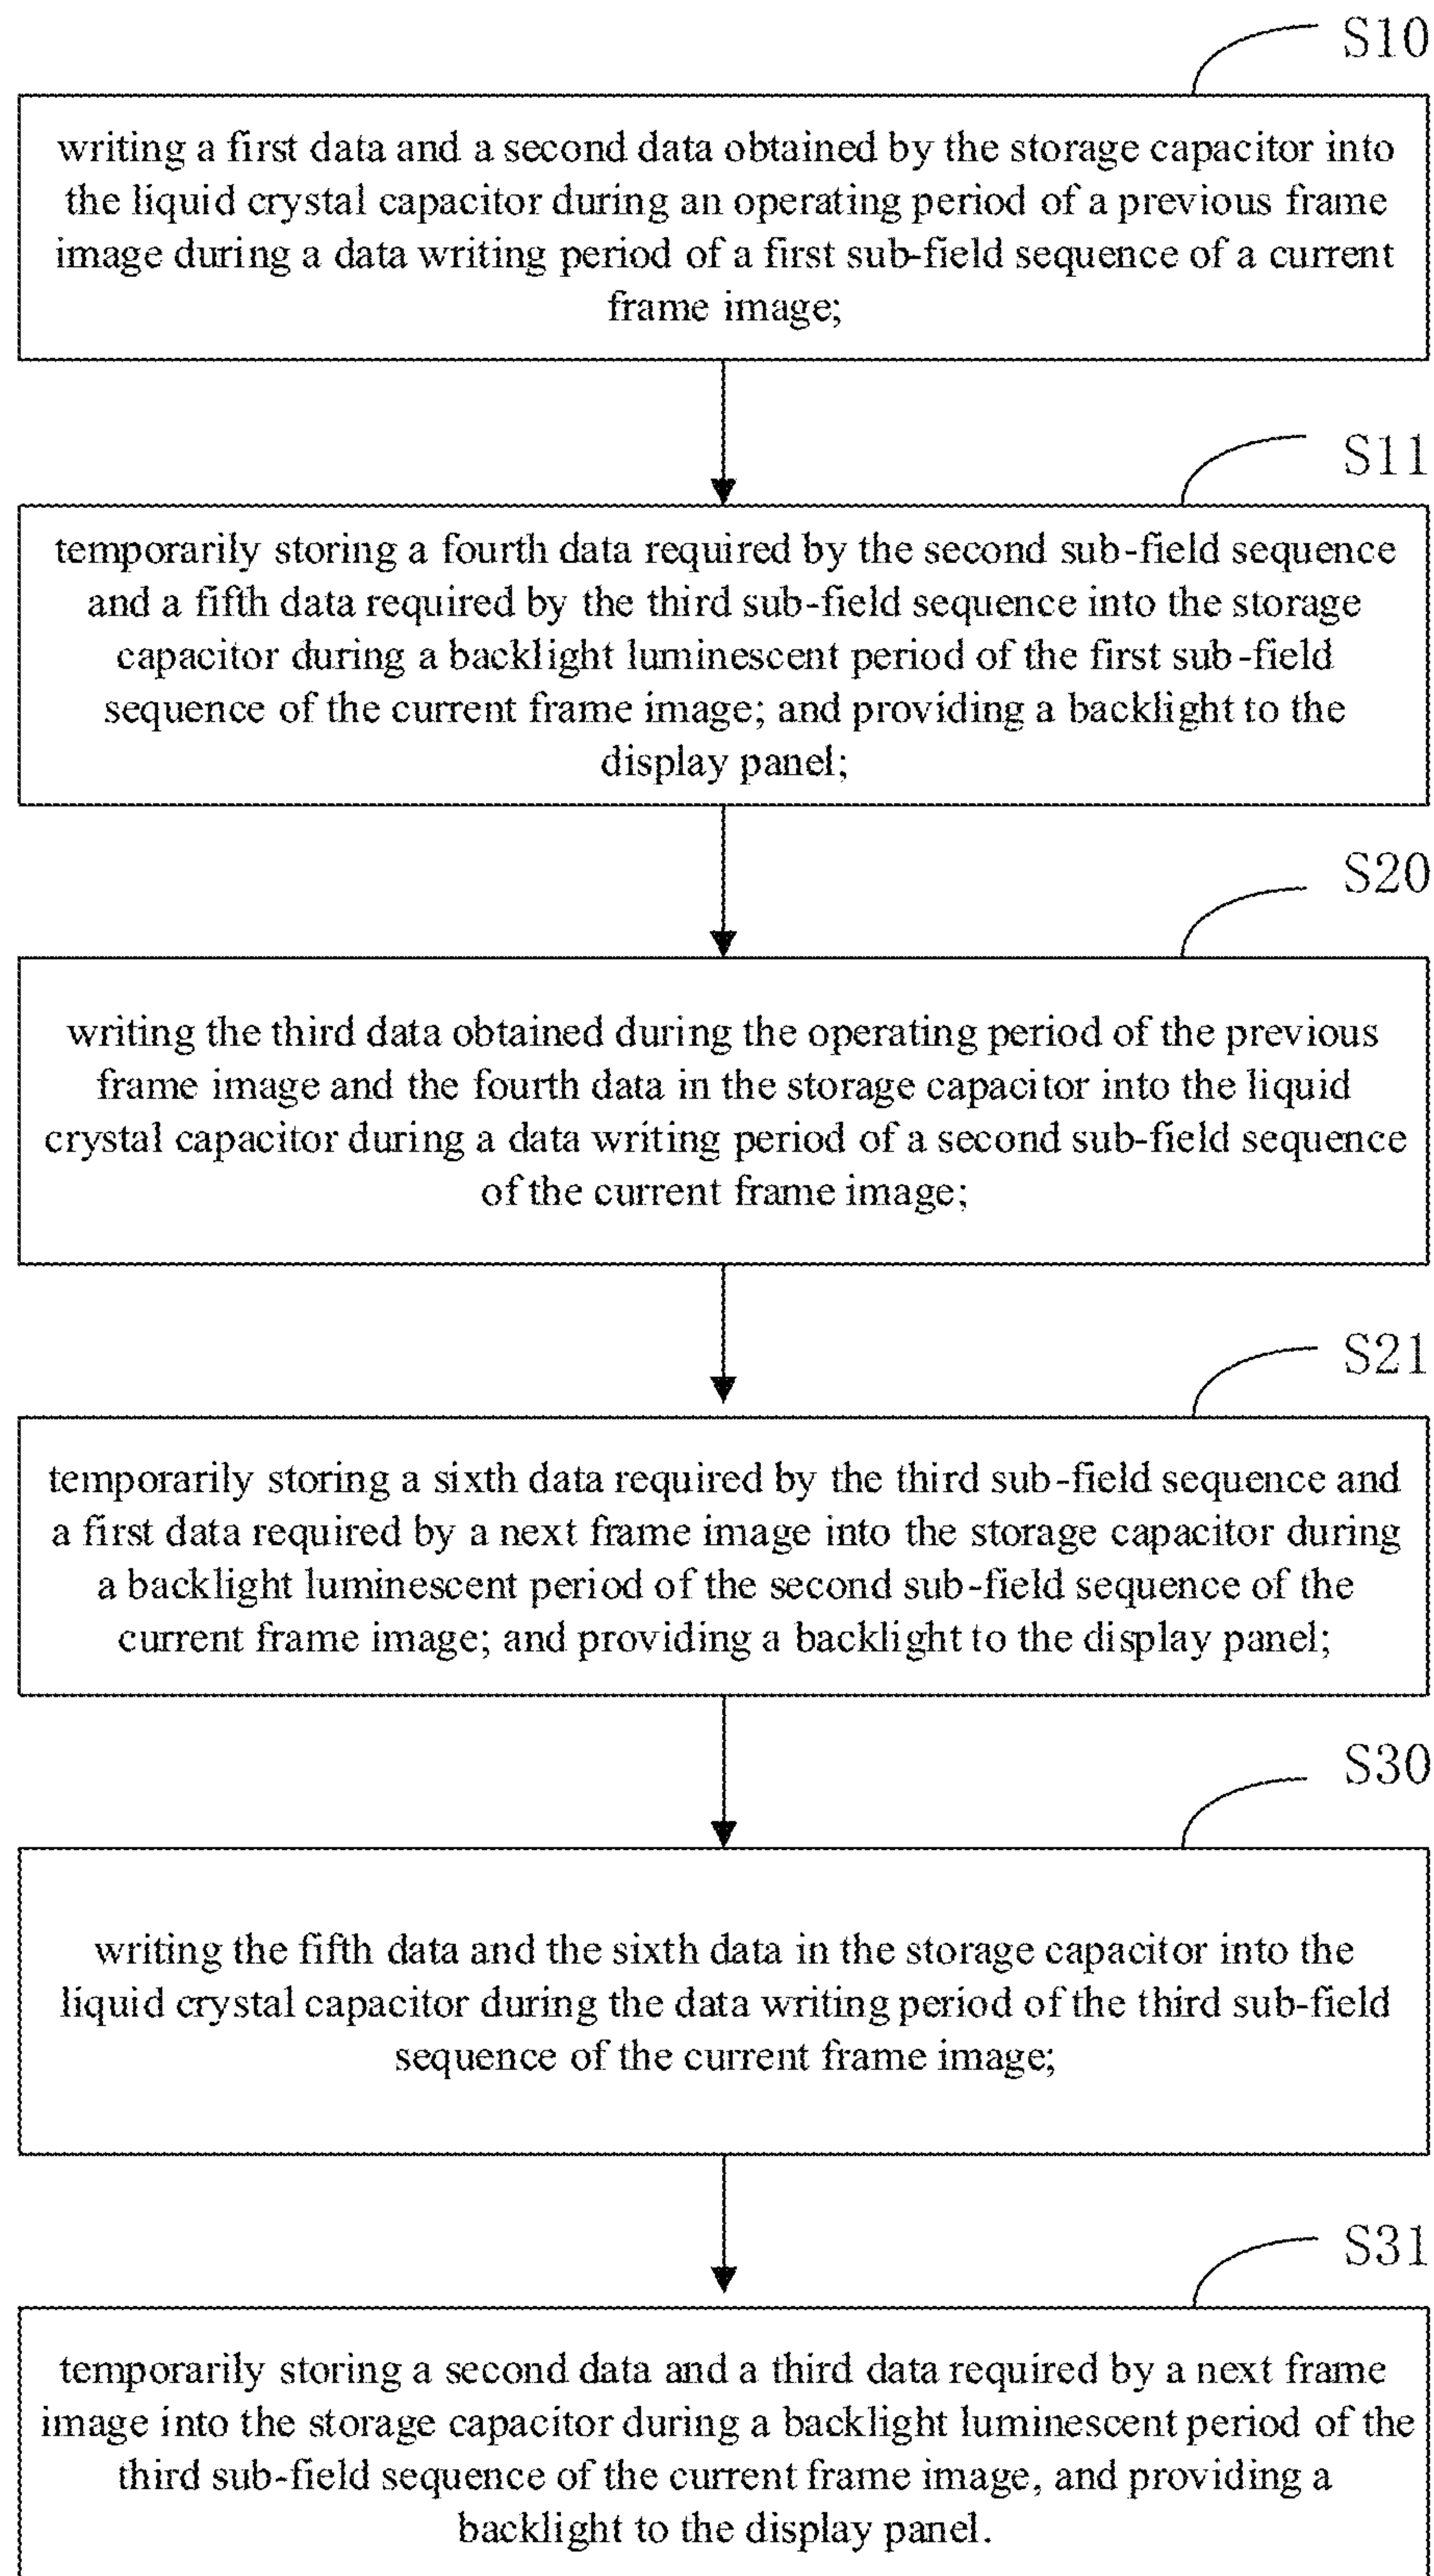 S10
writing a first data and a second data obtained by the storage capacitor into
the liquid crystal capacitor during an operating period of a previous frame
image during a data writing period of a first sub-field sequence of a current
frame image;
S11
temporarily storing a fourth data required by the second sub-field sequence
and a fifth data required by the third sub-field sequence into the storage
capacitor during a backlight luminescent period of the first sub-field
sequence of the current frame image; and providing a backlight to the
display panel;
S20
writing the third data obtained during the operating period of the previous
frame image and the fourth data in the storage capacitor into the liquid
crystal capacitor during a data writing period of a second sub-field sequence
of the current frame image;
S21
temporarily storing a sixth data required by the third sub-field sequence and
a first data required by a next frame image into the storage capacitor during
a backlight luminescent period of the second sub-field sequence of the
current frame image; and providing a backlight to the display panel;
S30
writing the fifth data and the sixth data in the storage capacitor into the
liquid crystal capacitor during the data writing period of the third sub-field
sequence of the current frame image;
S31
temporarily storing a second data and a third data required by a next frame
image into the storage capacitor during a backlight luminescent period of the
third sub-field sequence of the current frame image, and providing a
backlight to the display panel.